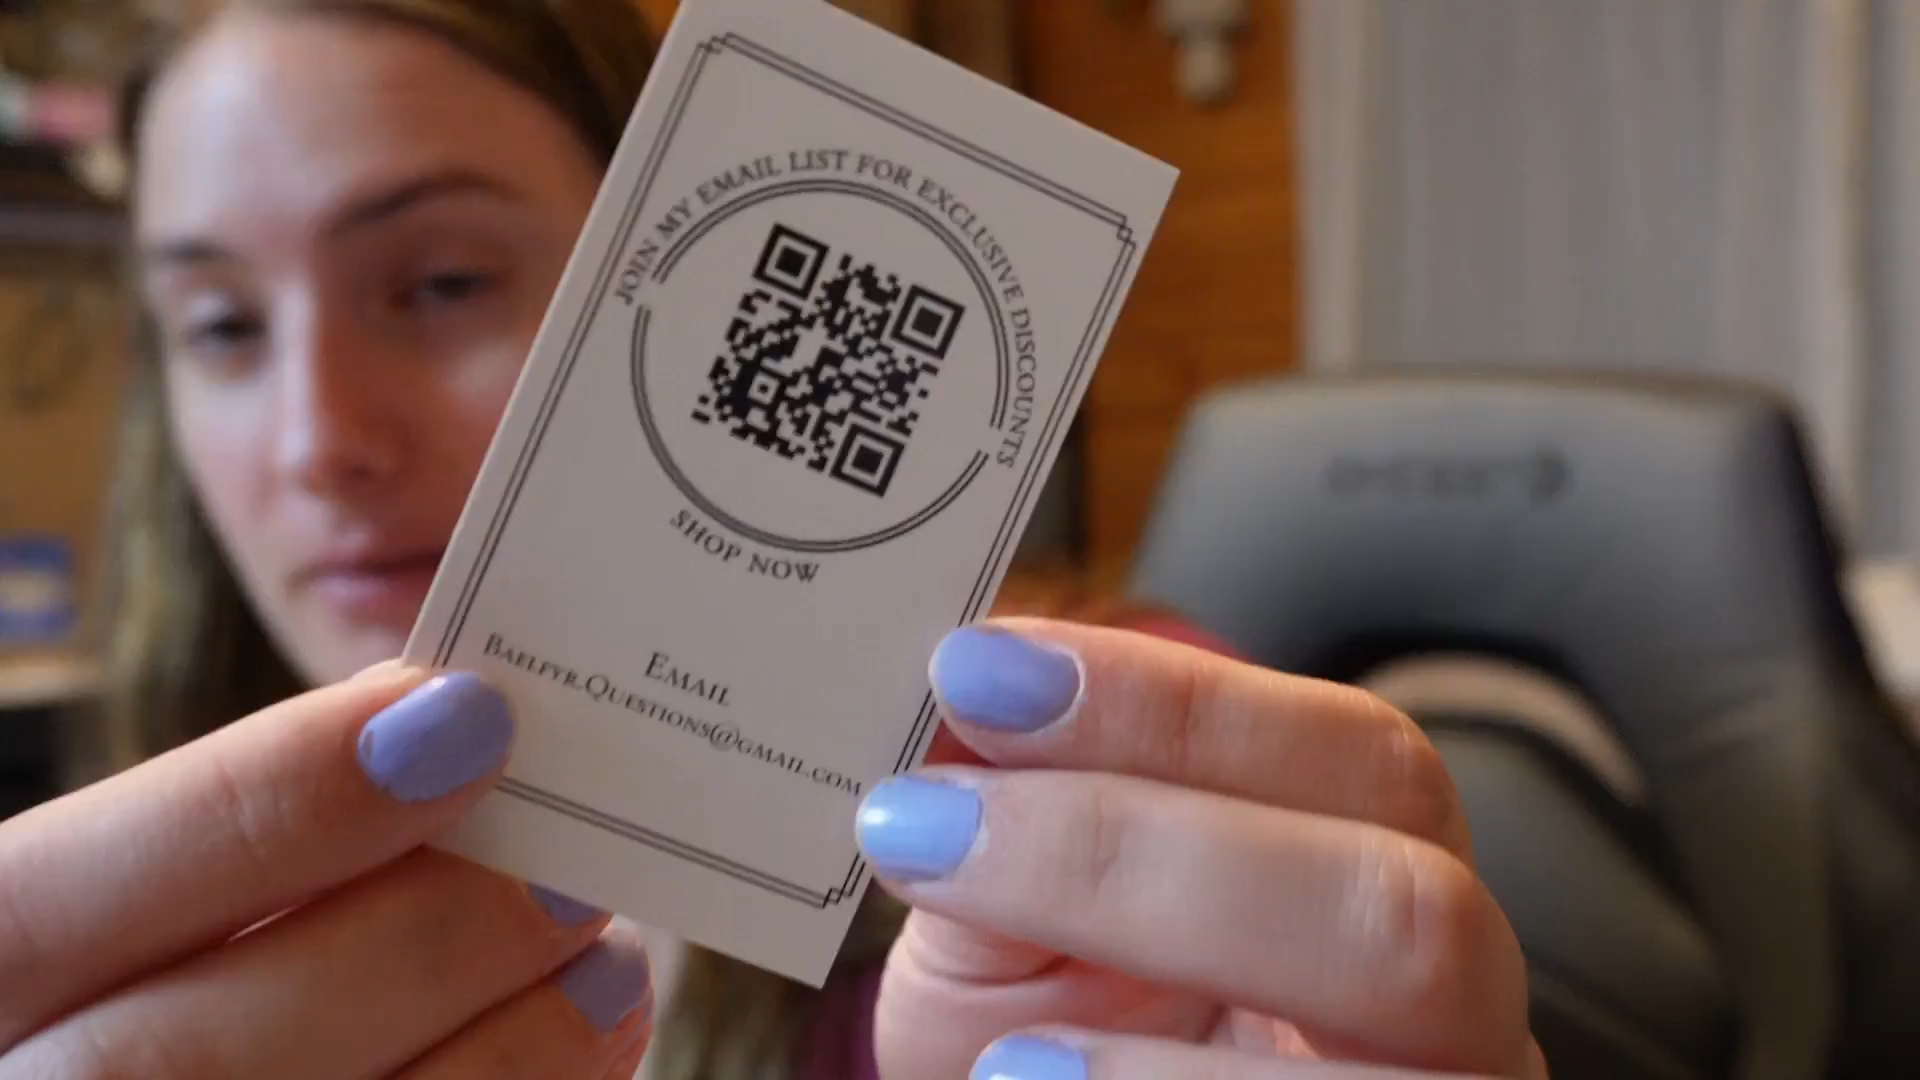 JOIN MY EMAIL LIST FOR EXCLUSIVE DISCOUNTS
SHOP NOW
EMAIL
BAELFYR.QUESTIONS@GMAIL.COM